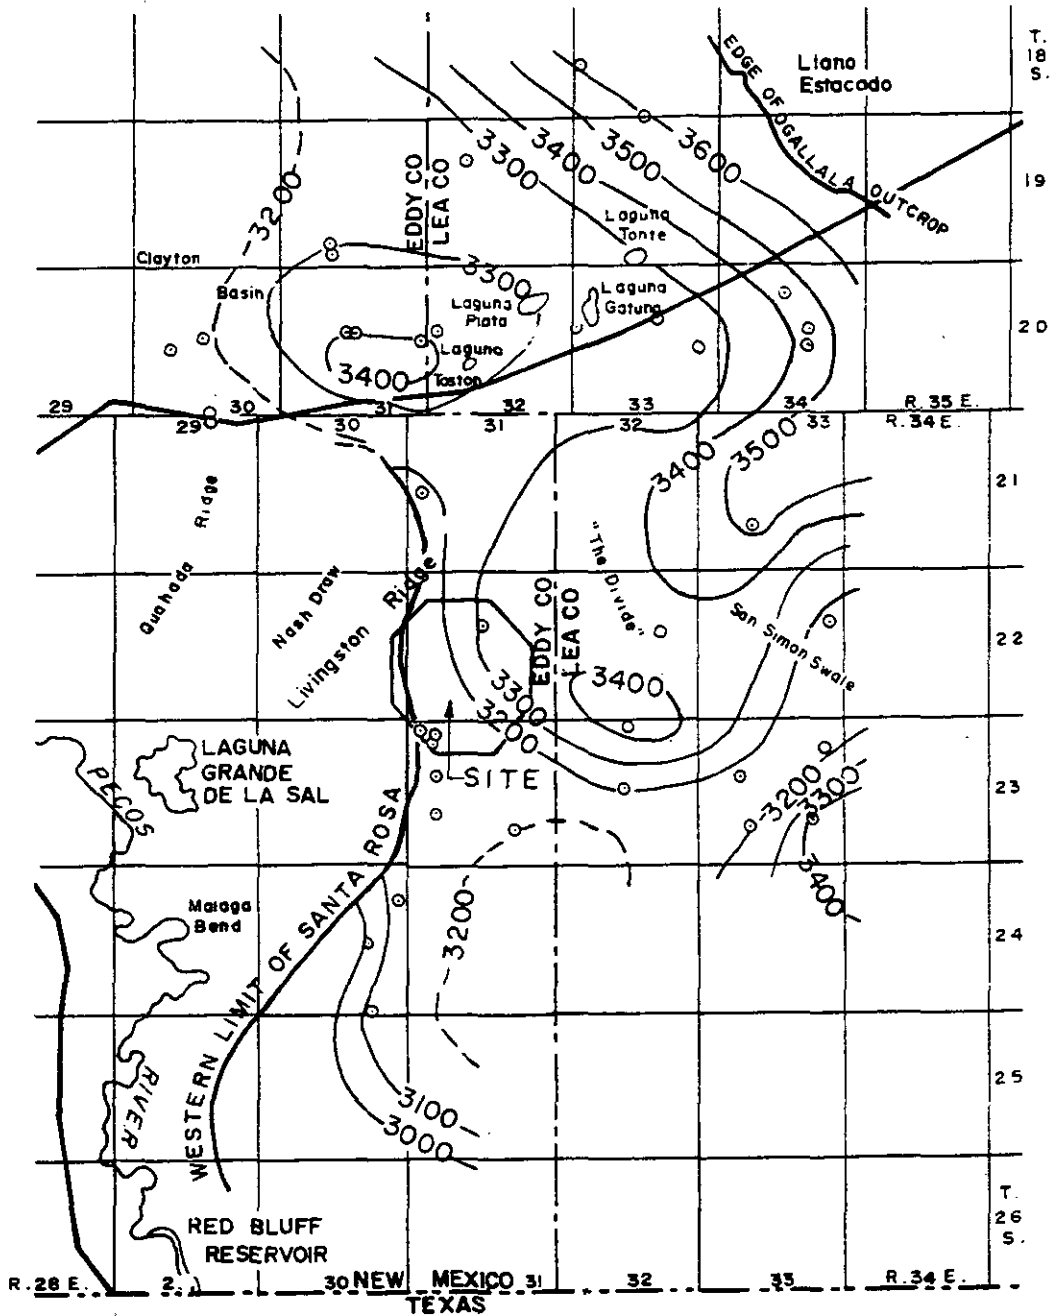 T.
18
S.
EDGE OF OGALLALA OUTCROP
Llano
Estacado
3300
3400
3500
3600
19
3200
EDDY CO
LEA CO
Laguna
Tonte
Clayton
Basin
3300
Laguna
Plata
Laguna
Gatuna
20
Laguna
Toston
3400
29
30
31
32
33
34
R. 35 E.
29
30
31
32
33
R. 34 E.
3400
3500
21
Quahada Ridge
Nash Draw
Livingston Ridge
"The Divide"
EDDY CO
LEA CO
San Simon Swale
22
3400
3300
3200
LAGUNA
GRANDE
DE LA SAL
SITE
PECOS
RIVER
3200
3300
23
3400
WESTERN LIMIT OF SANTA ROSA
Malaga
Bend
3200
24
25
3100
3000
T.
26
S.
RED BLUFF
RESERVOIR
R. 28 E.
2
30
NEW MEXICO
31
32
33
R. 34 E.
TEXAS